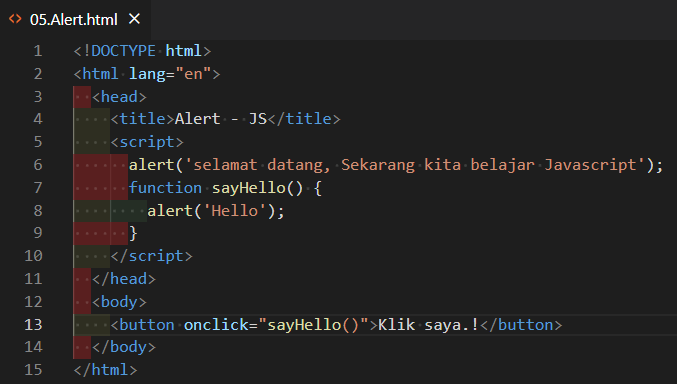 05.Alert.html
1 <!DOCTYPE html>
2 <html lang="en">
3   <head>
4     <title>Alert - JS</title>
5     <script>
6       alert('selamat datang, Sekarang kita belajar Javascript');
7       function sayHello() {
8         alert('Hello');
9       }
10     </script>
11   </head>
12   <body>
13     <button onclick="sayHello()">Klik saya.!</button>
14   </body>
15 </html>